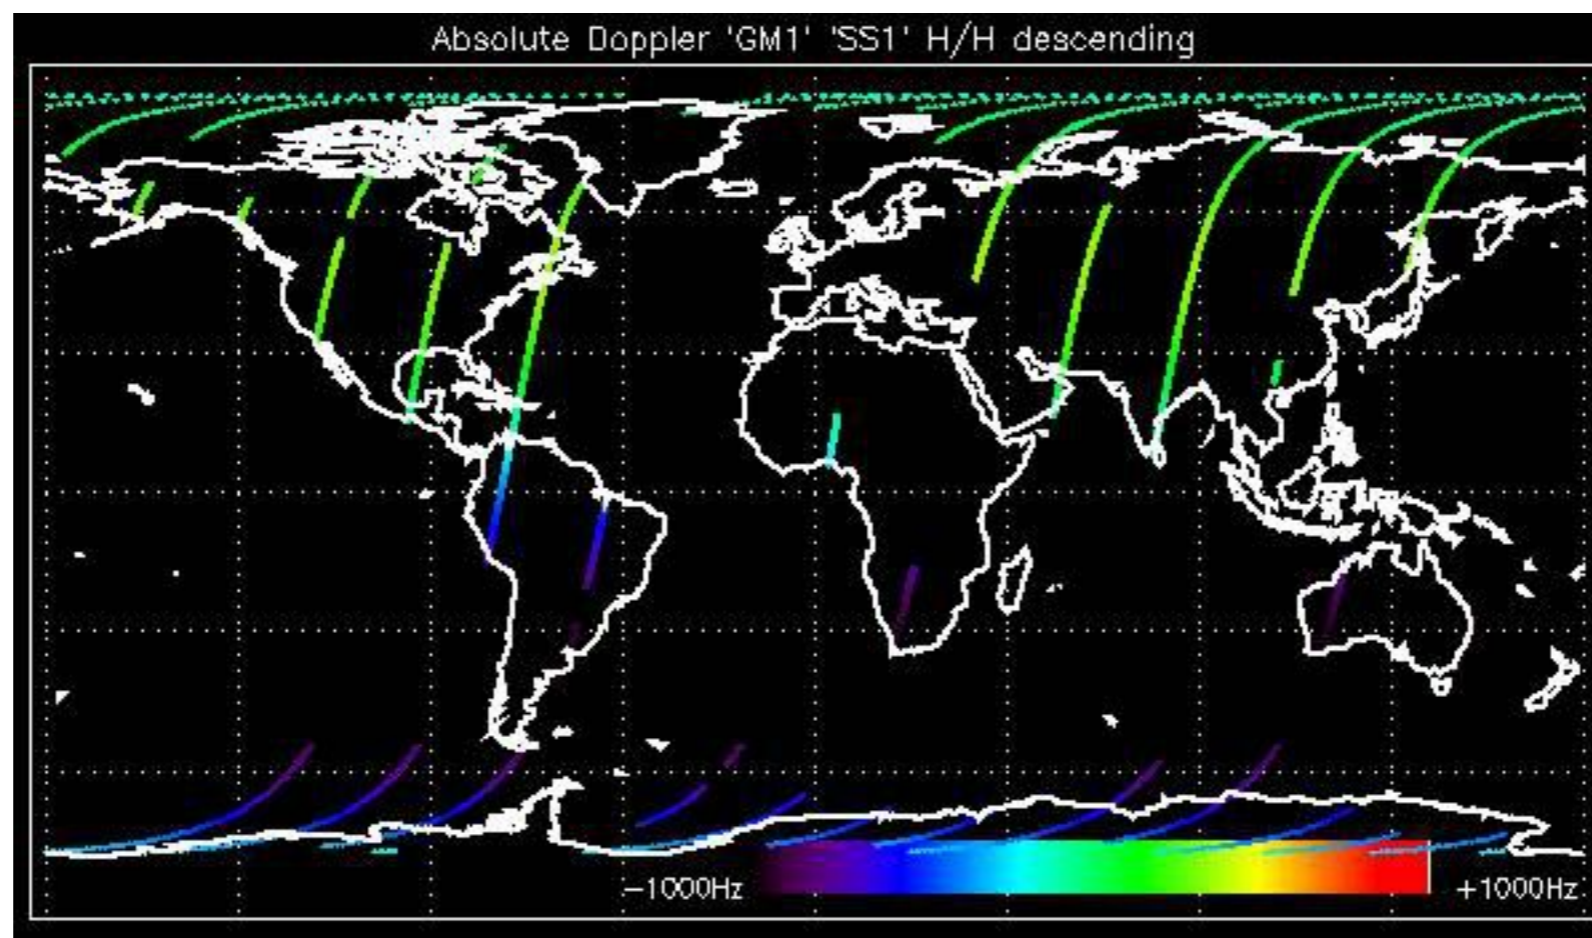 Absolute Doppler 'GM1' 'SS1' H/H descending
−1000Hz +1000Hz